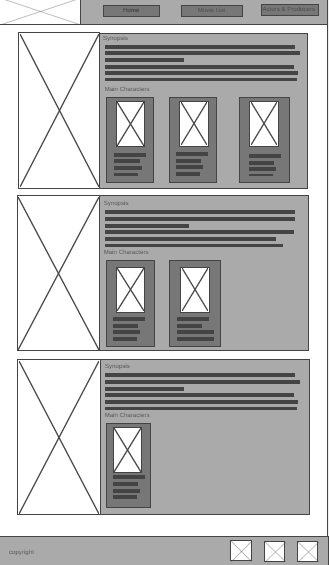 Home
Movie List
Actors & Producers
Synopsis
Main Characters
Synopsis
Main Characters
Synopsis
Main Characters
copyright